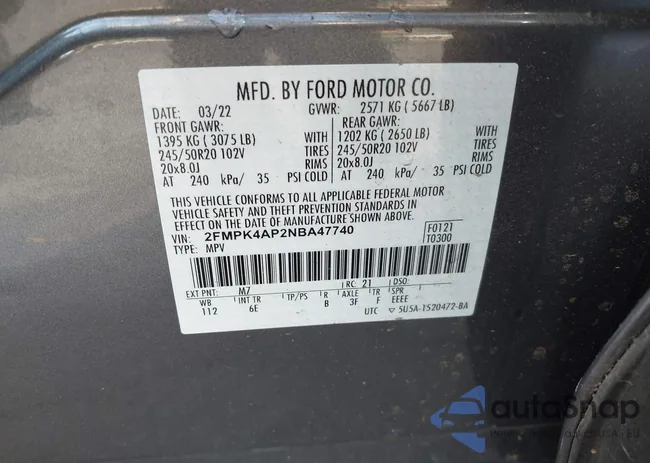 MFD. BY FORD MOTOR CO.
DATE: 03/22 GVWR: 2571 KG ( 5667 LB)
FRONT GAWR: REAR GAWR:
1395 KG ( 3075 LB) WITH 1202 KG ( 2650 LB) WITH
245/50R20 102V TIRES 245/50R20 102V TIRES
20x8.0J RIMS 20x8.0J RIMS
AT 240 kPa/ 35 PSI COLD AT 240 kPa/ 35 PSI COLD
THIS VEHICLE CONFORMS TO ALL APPLICABLE FEDERAL MOTOR
VEHICLE SAFETY AND THEFT PREVENTION STANDARDS IN
EFFECT ON THE DATE OF MANUFACTURE SHOWN ABOVE.
VIN: 2FMPK4AP2NBA47740 F0121
TYPE: MPV T0300
EXT PNT: M7 RC: 21 DSO:
WB INT TR TP/PS R AXLE TR SPR
112 6E B 3F F EEEE
UTC ▽ 5U5A-1520472-BA
autoSnap